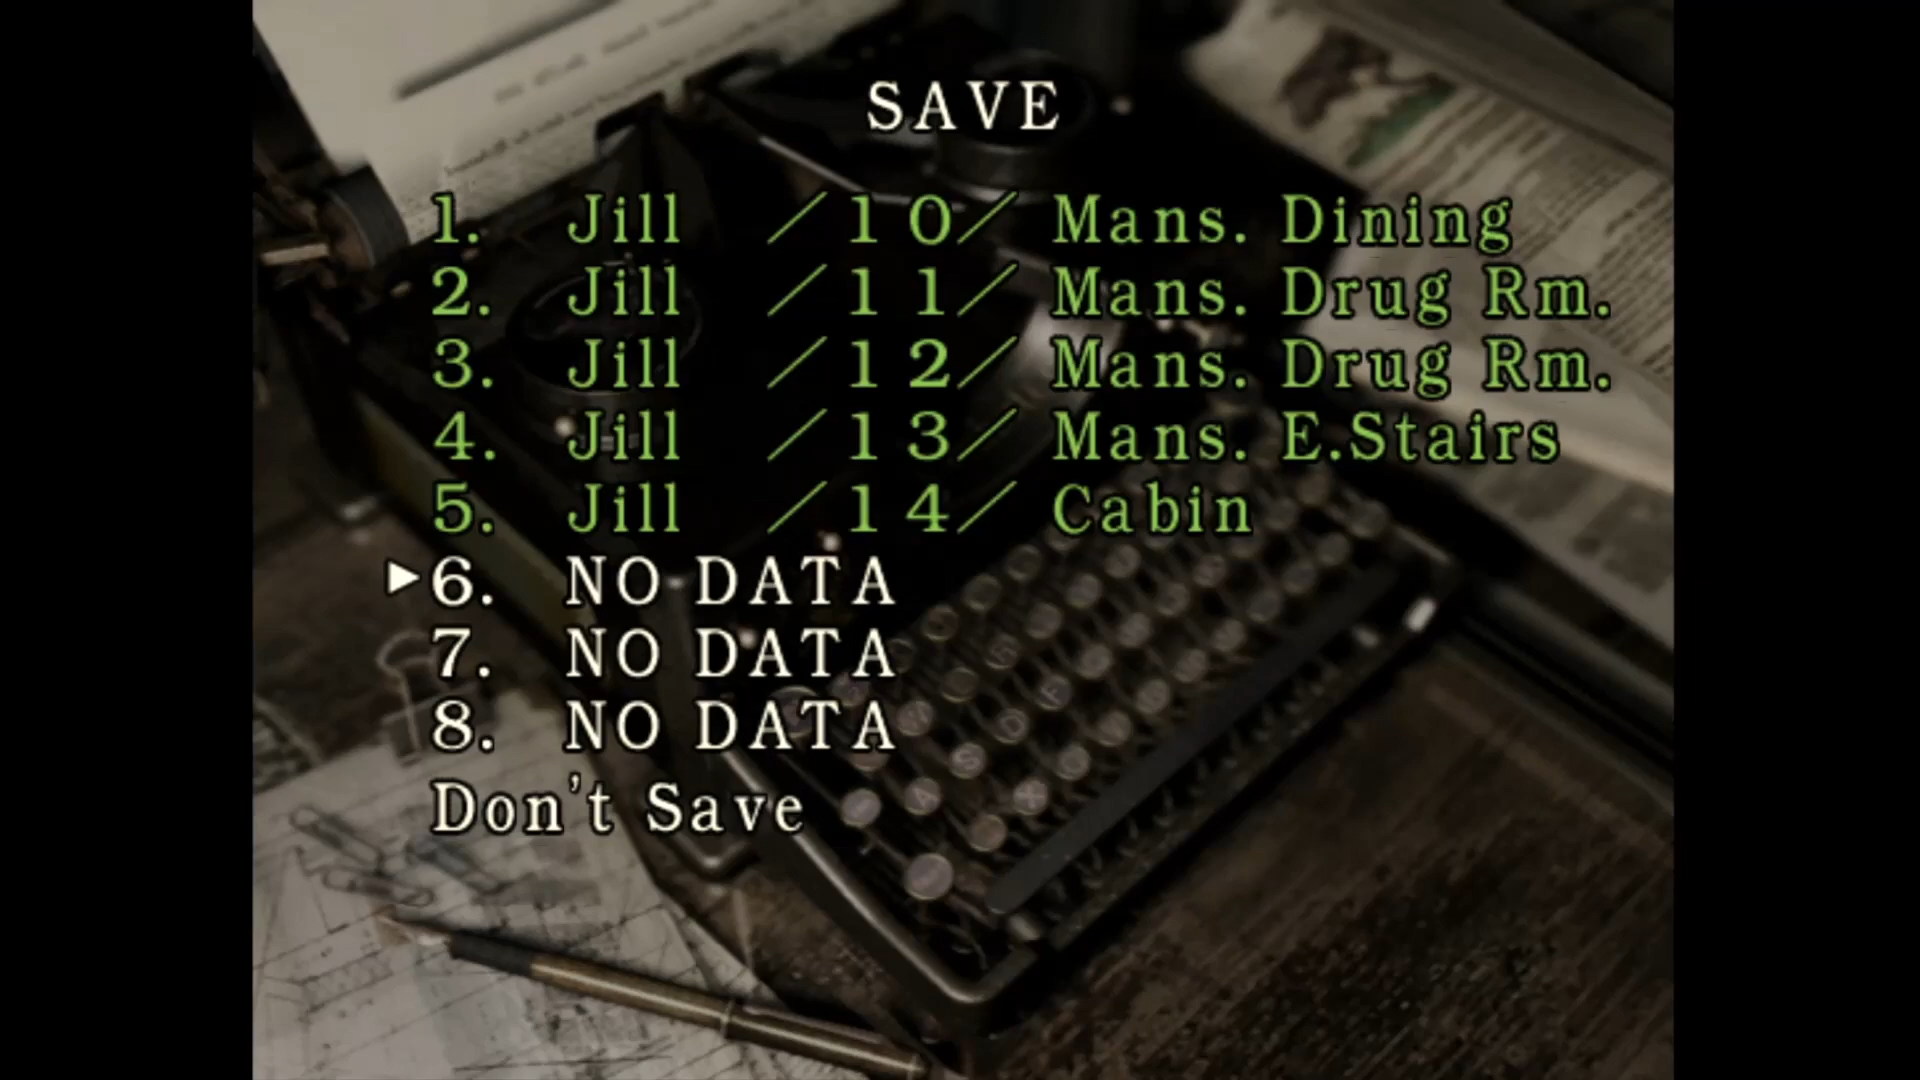 SAVE
1. Jill ／10／ Mans. Dining
2. Jill ／11／ Mans. Drug Rm.
3. Jill ／12／ Mans. Drug Rm.
4. Jill ／13／ Mans. E.Stairs
5. Jill ／14／ Cabin
▶6. NO DATA
7. NO DATA
8. NO DATA
Don't Save